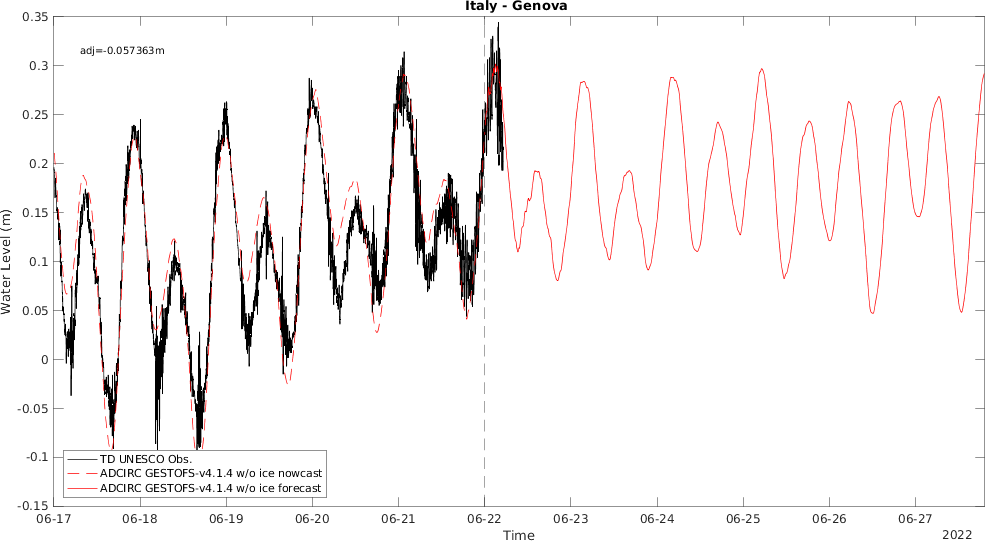 Italy - Genova
adj=-0.057363m
0.35
0.3
0.25
0.2
0.15
0.1
0.05
0
-0.05
-0.1
-0.15
Water Level (m)
TD UNESCO Obs.
ADCIRC GESTOFS-v4.1.4 w/o ice nowcast
ADCIRC GESTOFS-v4.1.4 w/o ice forecast
06-17 06-18 06-19 06-20 06-21 06-22 06-23 06-24 06-25 06-26 06-27
Time
2022